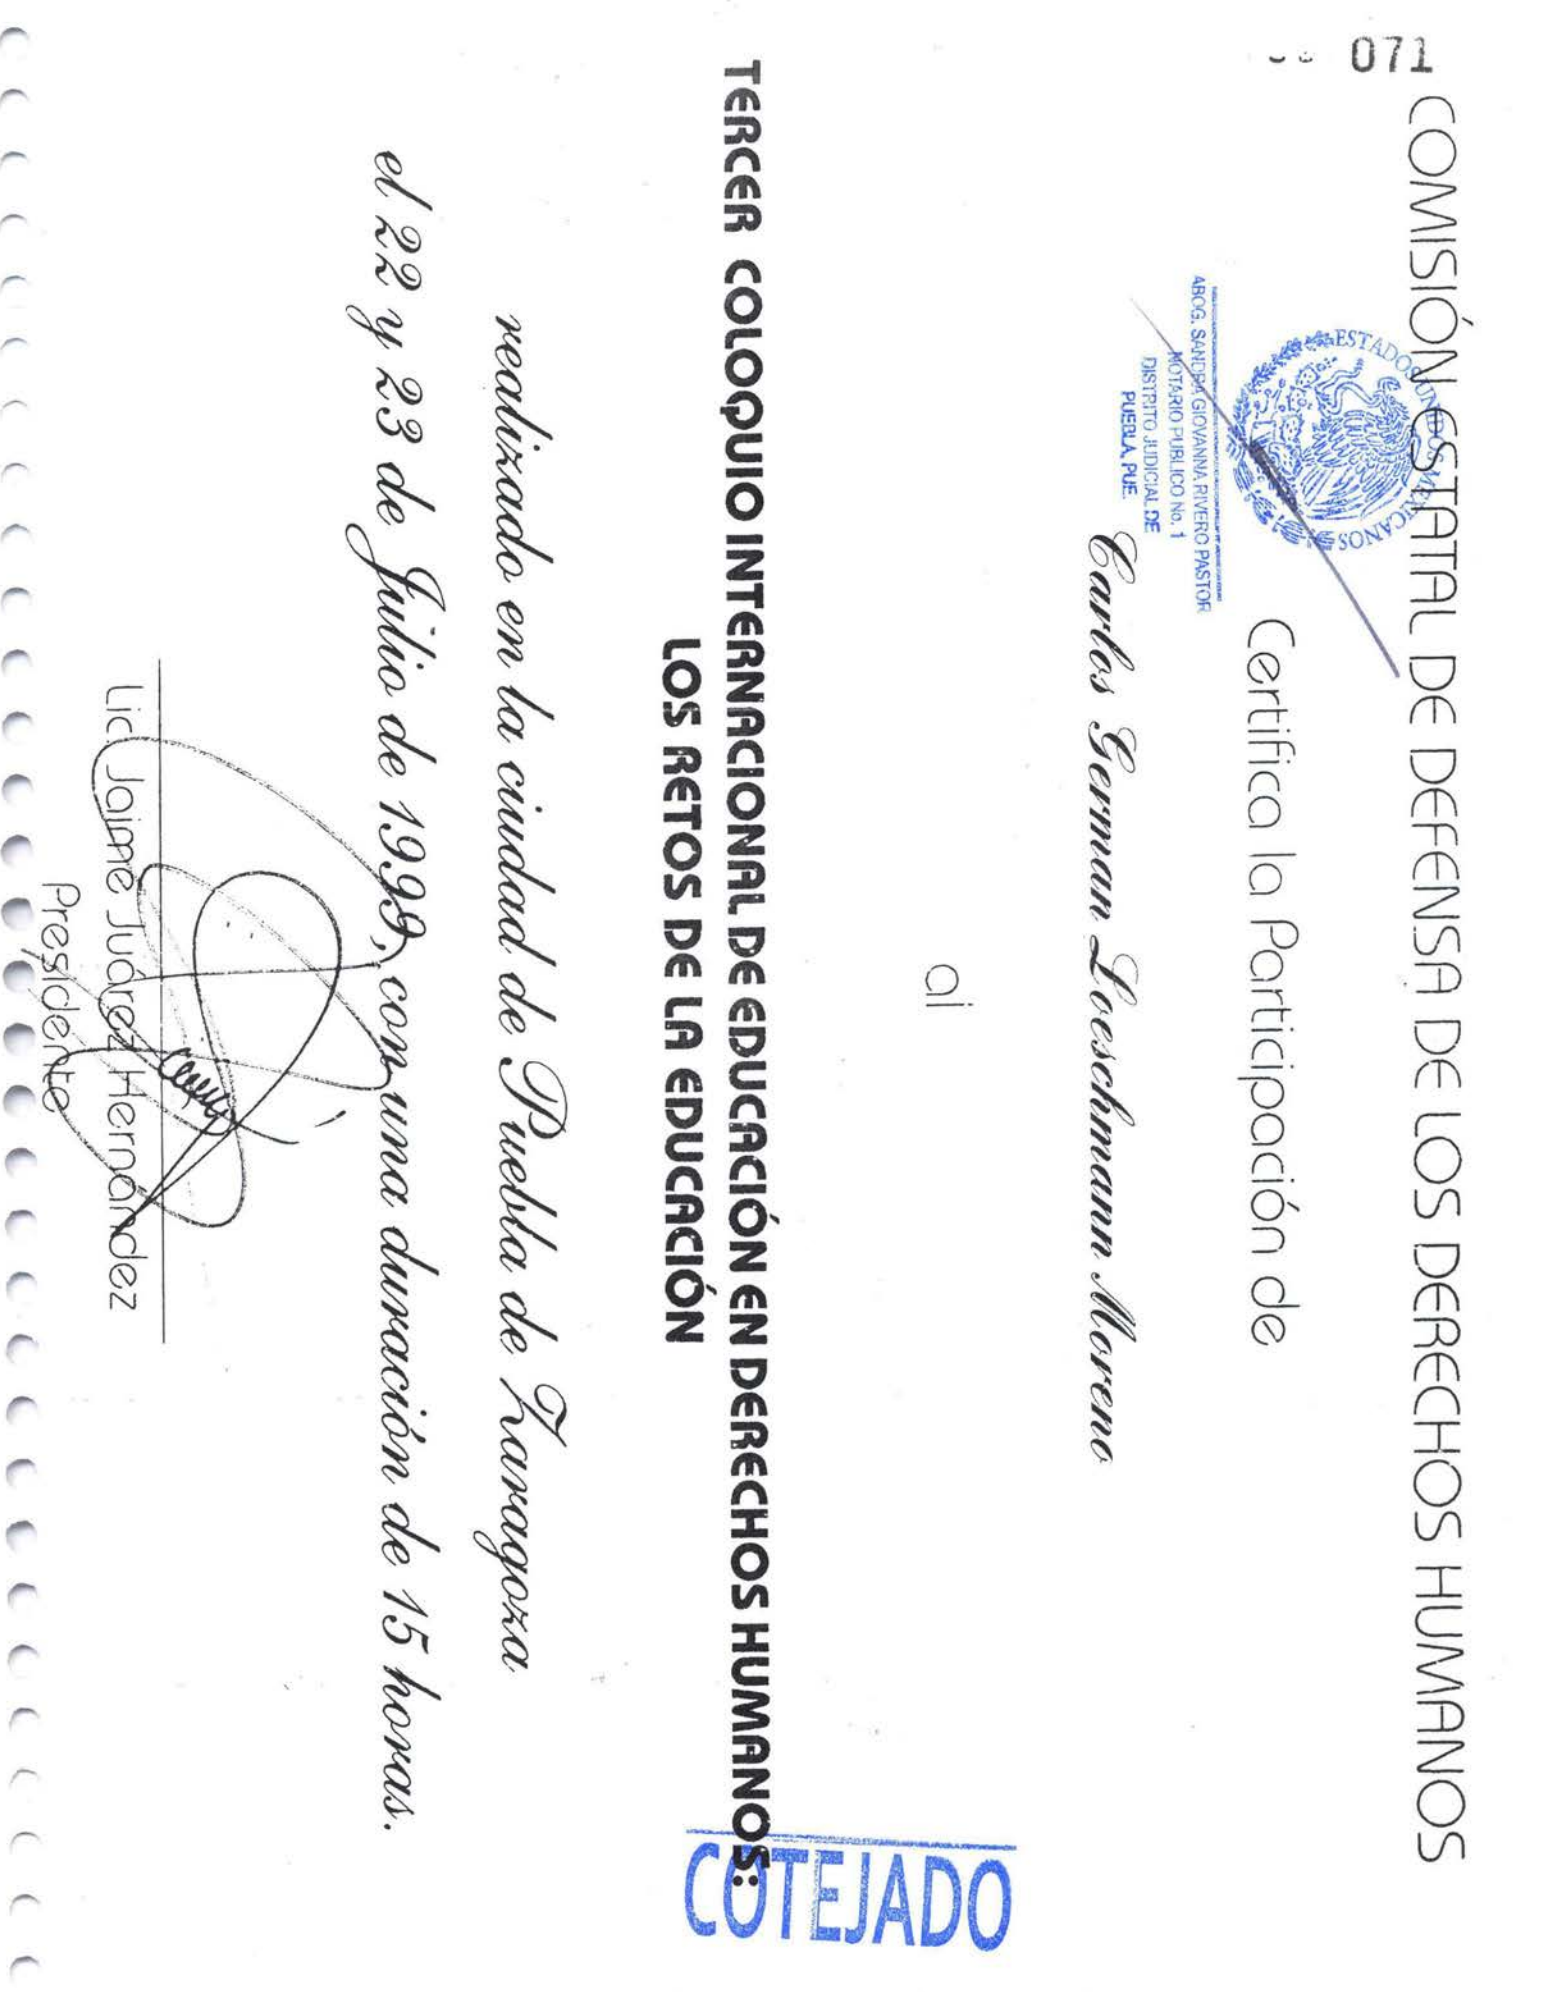 071
COMISIÓN ESTATAL DE DEFENSA DE LOS DERECHOS HUMANOS
ESTADOS UNIDOS MEXICANOS
ABOG. SANDRA GIOVANNA RIVERO PASTOR
NOTARIO PUBLICO No. 1
DISTRITO JUDICIAL DE
PUEBLA, PUE.
Certifica la Participación de
Carlos German Loeschmann Moreno
al
TERCER COLOQUIO INTERNACIONAL DE EDUCACIÓN EN DERECHOS HUMANOS:
LOS RETOS DE LA EDUCACIÓN
COTEJADO
realizado en la ciudad de Puebla de Zaragoza
el 22 y 23 de Julio de 1999, con una duración de 15 horas.
Lic. Jaime Juárez Hernández
Presidente